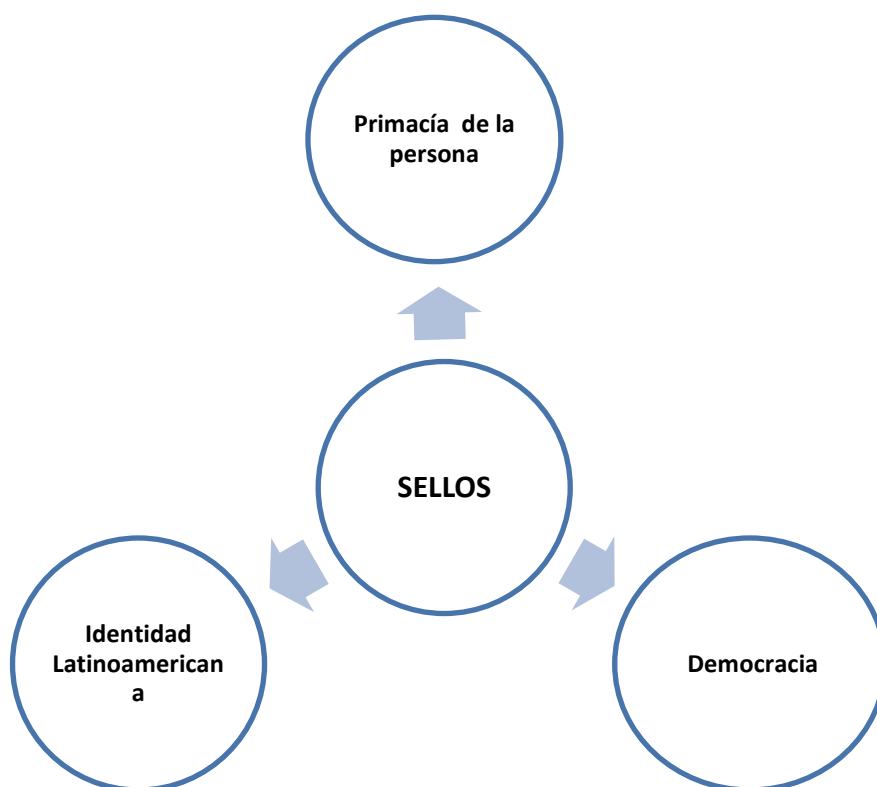 Primacía de la
persona
SELLOS
Identidad
Latinoamerican
a
Democracia